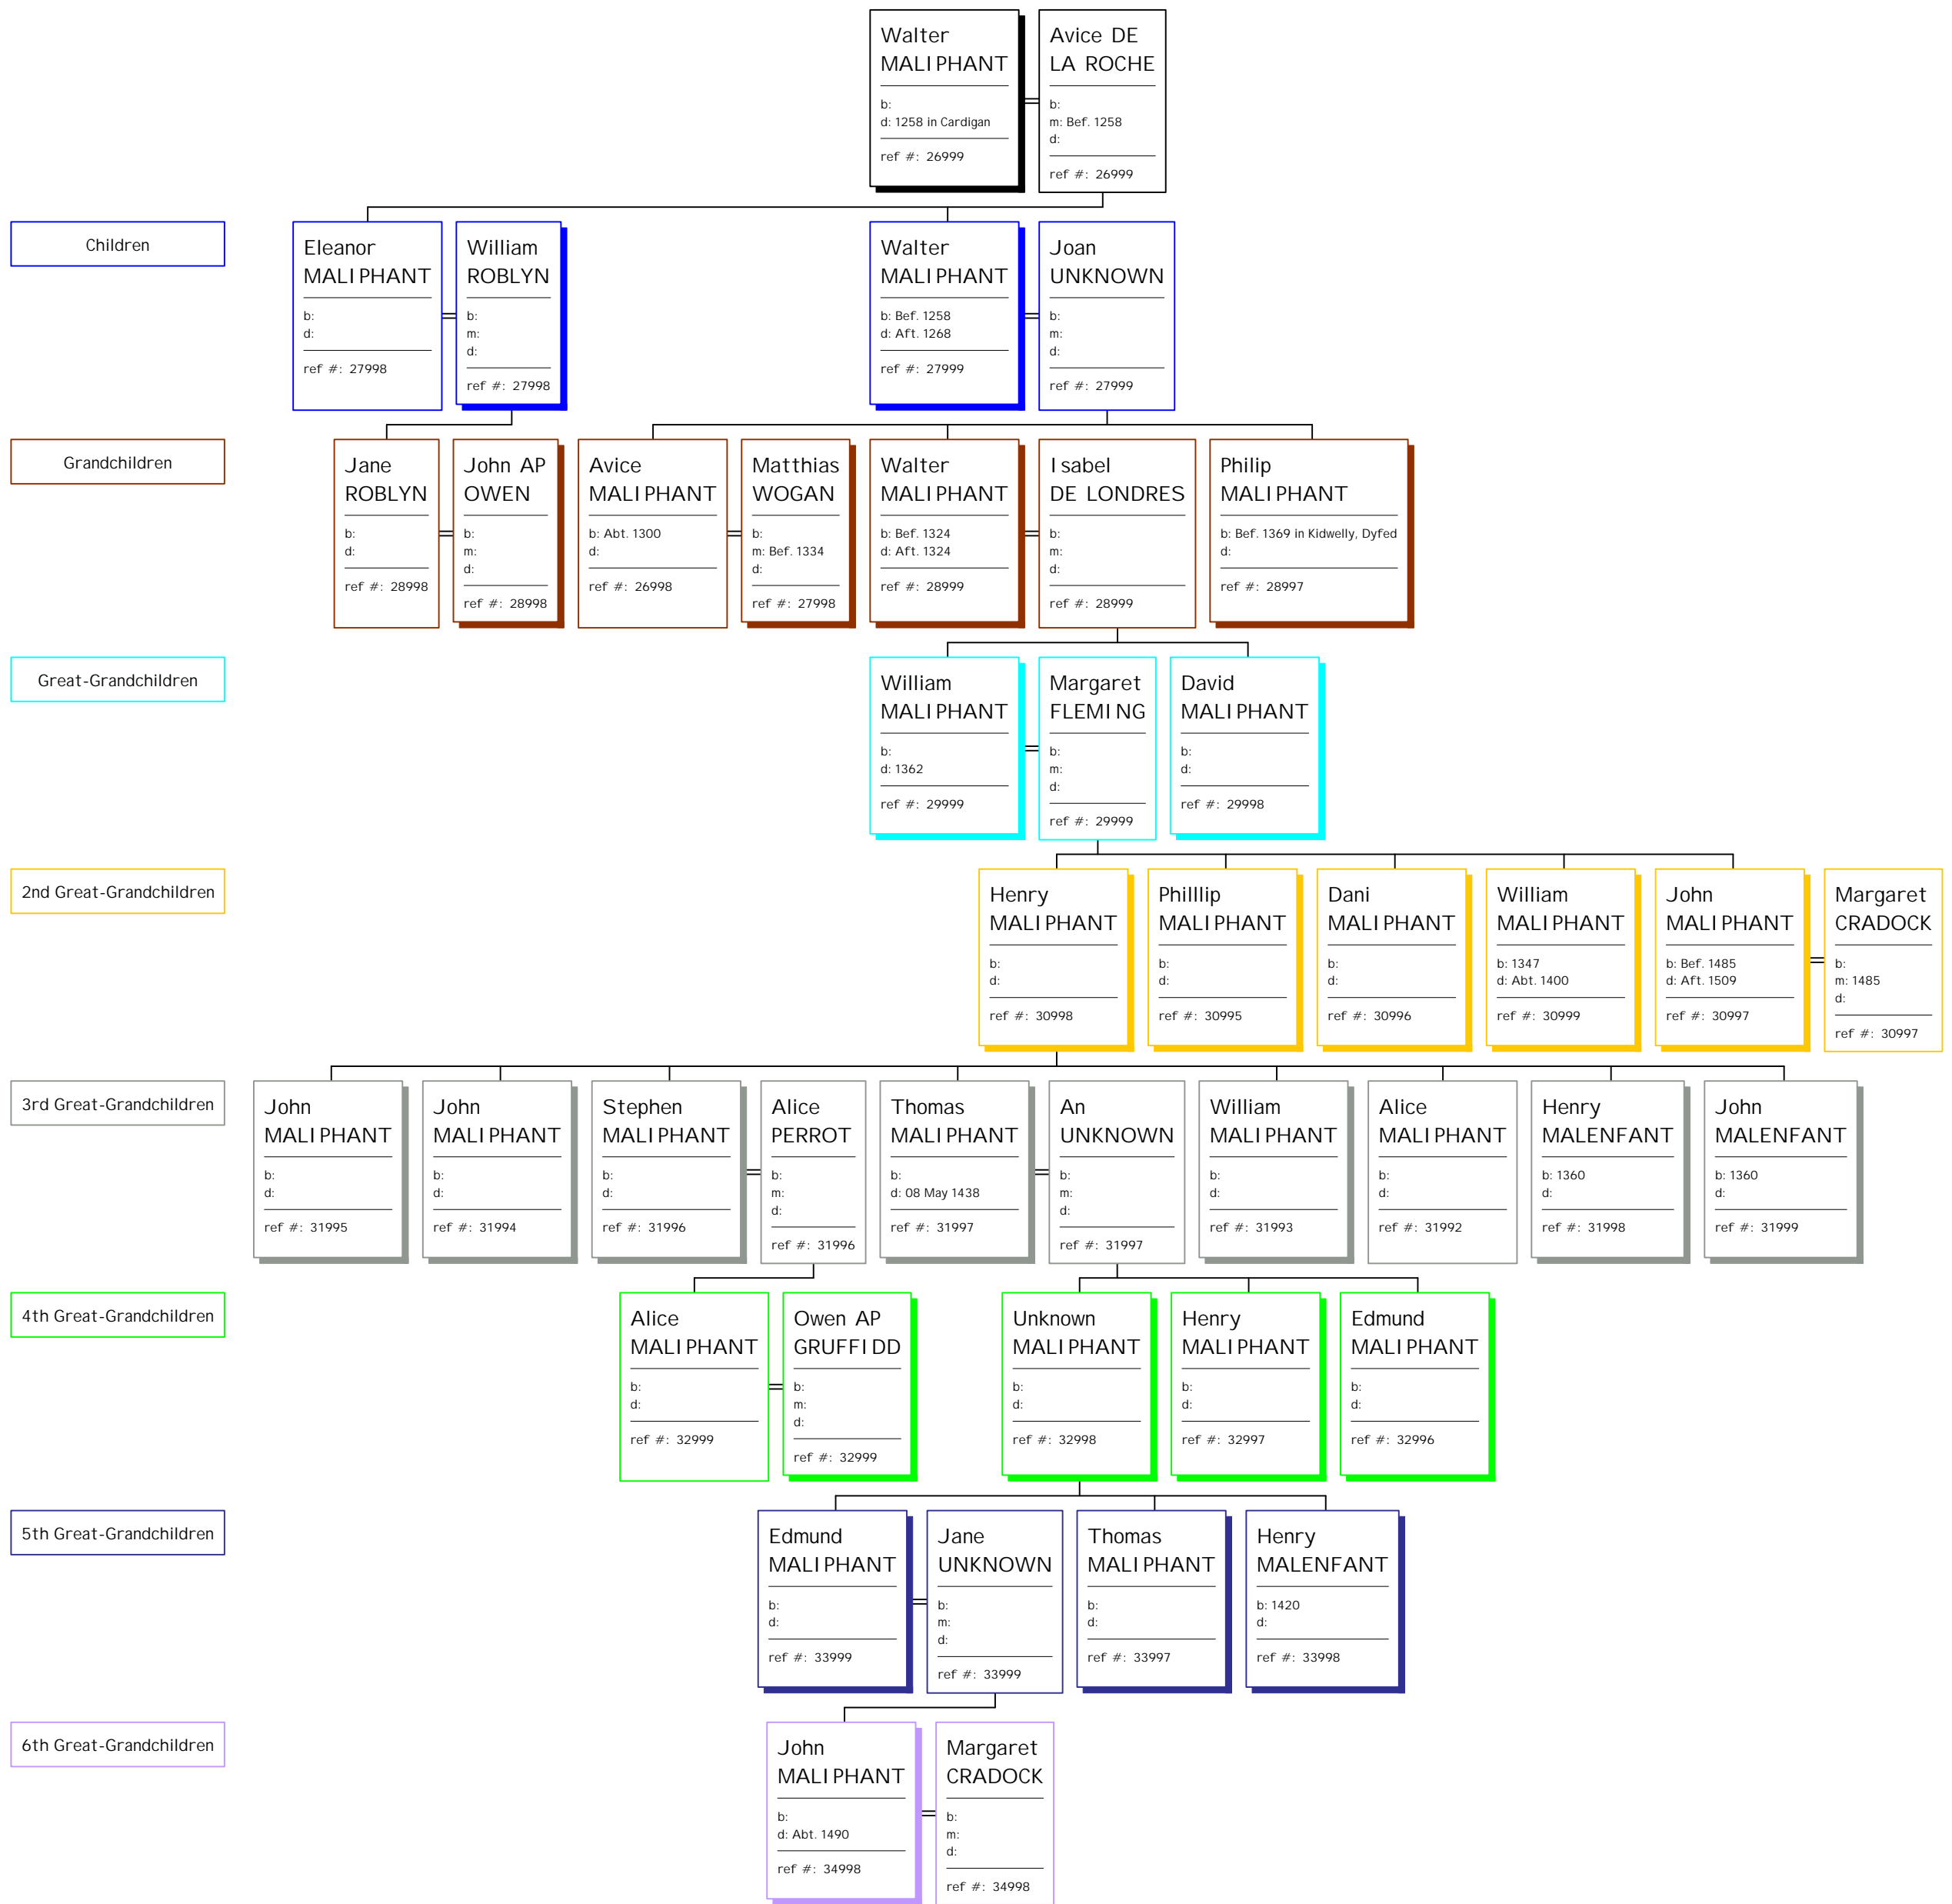 Walter
MALIPHANT
b:
d: 1258 in Cardigan
ref #: 26999
Avice DE
LA ROCHE
b:
m: Bef. 1258
d:
ref #: 26999
Children
Eleanor
MALIPHANT
b:
d:
ref #: 27998
William
ROBLYN
b:
m:
d:
ref #: 27998
Walter
MALIPHANT
b: Bef. 1258
d: Aft. 1268
ref #: 27999
Joan
UNKNOWN
b:
m:
d:
ref #: 27999
Grandchildren
Jane
ROBLYN
b:
d:
ref #: 28998
John AP
OWEN
b:
m:
d:
ref #: 28998
Avice
MALIPHANT
b: Abt. 1300
d:
ref #: 26998
Matthias
WOGAN
b:
m: Bef. 1334
d:
ref #: 27998
Walter
MALIPHANT
b: Bef. 1324
d: Aft. 1324
ref #: 28999
Isabel
DE LONDRES
b:
m:
d:
ref #: 28999
Philip
MALIPHANT
b: Bef. 1369 in Kidwelly, Dyfed
d:
ref #: 28997
Great-Grandchildren
William
MALIPHANT
b:
d: 1362
ref #: 29999
Margaret
FLEMING
b:
m:
d:
ref #: 29999
David
MALIPHANT
b:
d:
ref #: 29998
2nd Great-Grandchildren
Henry
MALIPHANT
b:
d:
ref #: 30998
Philllip
MALIPHANT
b:
d:
ref #: 30995
Dani
MALIPHANT
b:
d:
ref #: 30996
William
MALIPHANT
b: 1347
d: Abt. 1400
ref #: 30999
John
MALIPHANT
b: Bef. 1485
d: Aft. 1509
ref #: 30997
Margaret
CRADOCK
b:
m: 1485
d:
ref #: 30997
3rd Great-Grandchildren
John
MALIPHANT
b:
d:
ref #: 31995
John
MALIPHANT
b:
d:
ref #: 31994
Stephen
MALIPHANT
b:
d:
ref #: 31996
Alice
PERROT
b:
m:
d:
ref #: 31996
Thomas
MALIPHANT
b:
d: 08 May 1438
ref #: 31997
An
UNKNOWN
b:
m:
d:
ref #: 31997
William
MALIPHANT
b:
d:
ref #: 31993
Alice
MALIPHANT
b:
d:
ref #: 31992
Henry
MALENFANT
b: 1360
d:
ref #: 31998
John
MALENFANT
b: 1360
d:
ref #: 31999
4th Great-Grandchildren
Alice
MALIPHANT
b:
d:
ref #: 32999
Owen AP
GRUFFIDD
b:
m:
d:
ref #: 32999
Unknown
MALIPHANT
b:
d:
ref #: 32998
Henry
MALIPHANT
b:
d:
ref #: 32997
Edmund
MALIPHANT
b:
d:
ref #: 32996
5th Great-Grandchildren
Edmund
MALIPHANT
b:
d:
ref #: 33999
Jane
UNKNOWN
b:
m:
d:
ref #: 33999
Thomas
MALIPHANT
b:
d:
ref #: 33997
Henry
MALENFANT
b: 1420
d:
ref #: 33998
6th Great-Grandchildren
John
MALIPHANT
b:
d: Abt. 1490
ref #: 34998
Margaret
CRADOCK
b:
m:
d:
ref #: 34998